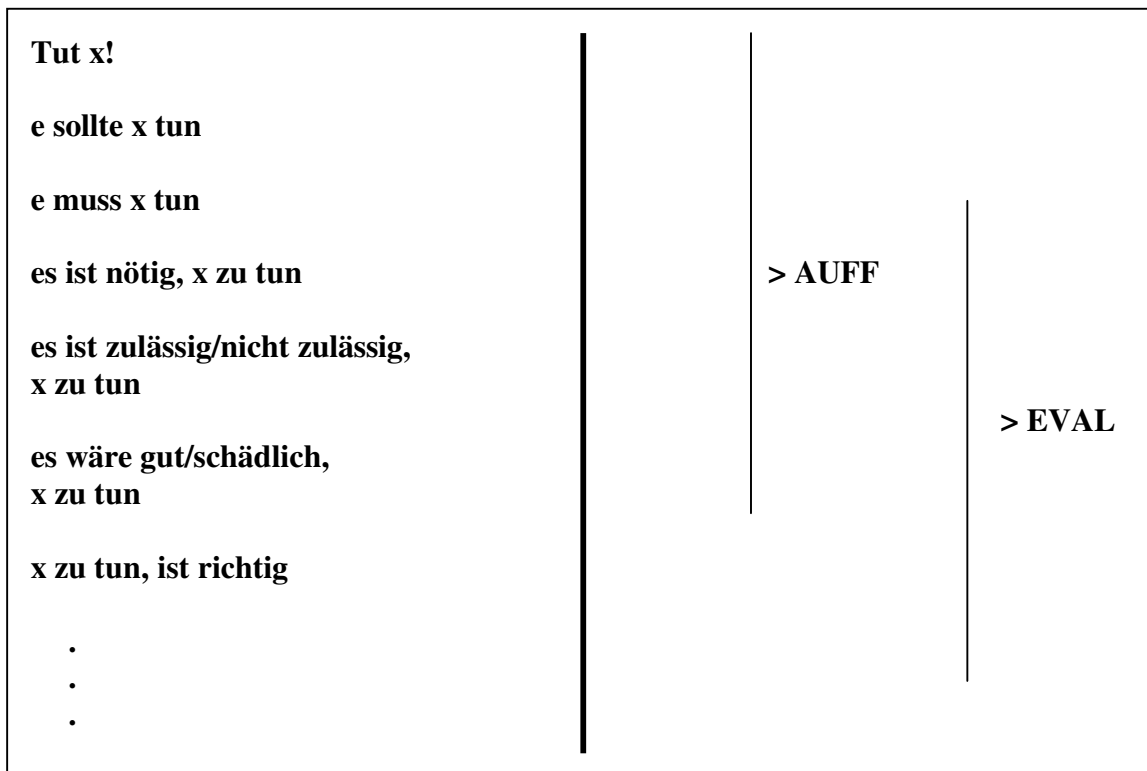 Tut x!
e sollte x tun
e muss x tun
es ist nötig, x zu tun
> AUFF
es ist zulässig/nicht zulässig,
x zu tun
> EVAL
es wäre gut/schädlich,
x zu tun
x zu tun, ist richtig
.
.
.